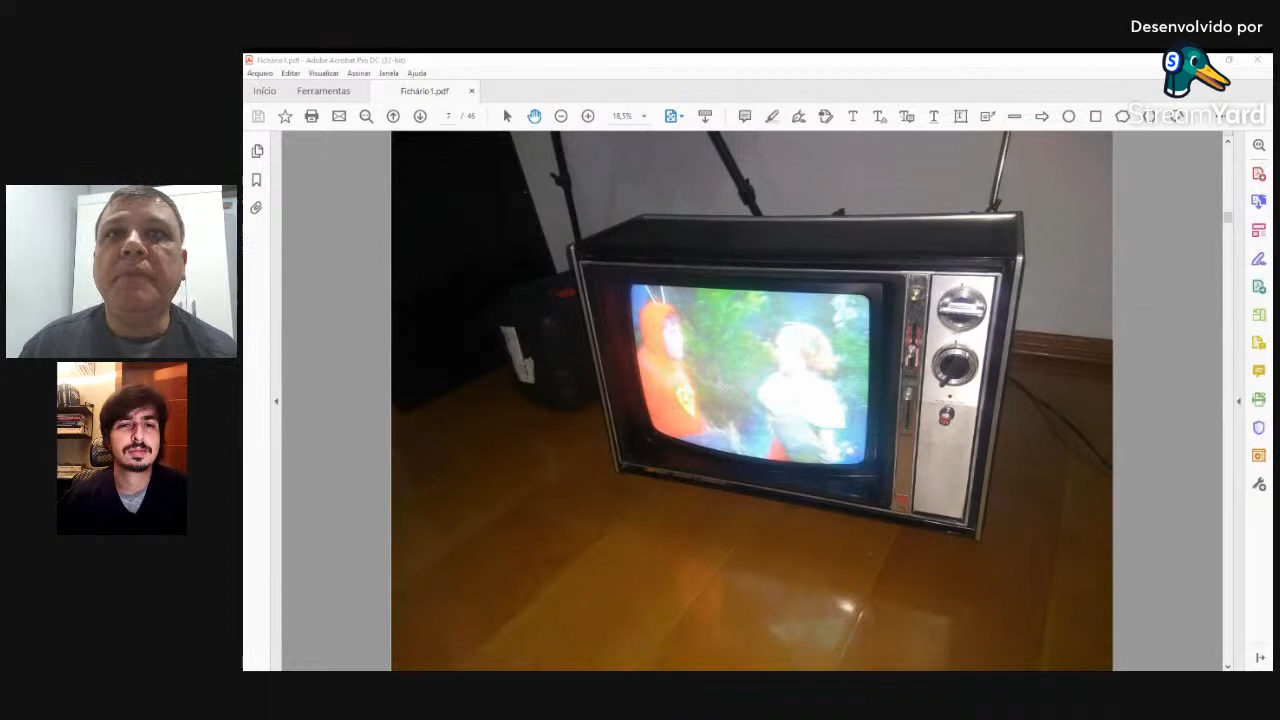 Desenvolvido por
StreamYard
Fichário1.pdf - Adobe Acrobat Pro DC (32-bit)
Arquivo Editar Visualizar Assinar Janela Ajuda
Início Ferramentas Fichário1.pdf
7 / 46 18,5%